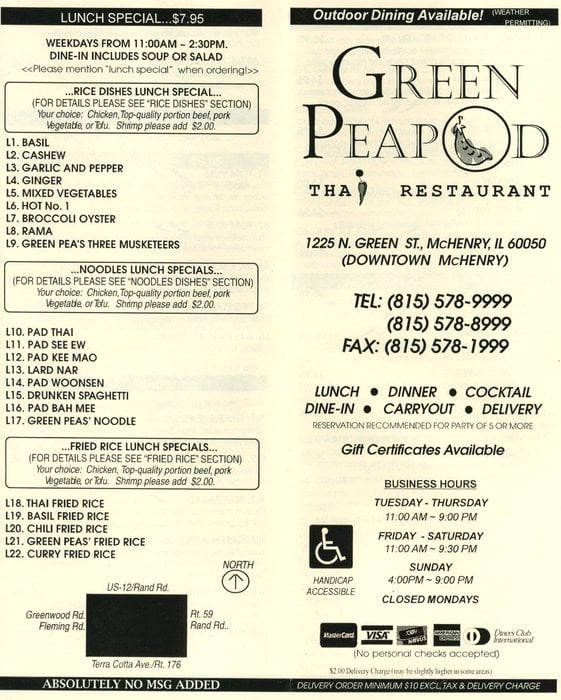 LUNCH SPECIAL...$7.95
WEEKDAYS FROM 11:00AM ~ 2:30PM.
DINE-IN INCLUDES SOUP OR SALAD
<<Please mention "lunch special" when ordering!>>
...RICE DISHES LUNCH SPECIAL...
(FOR DETAILS PLEASE SEE "RICE DISHES" SECTION)
Your choice: Chicken,Top-quality portion beef, pork
Vegetable, or Tofu. Shrimp please add $2.00.
L1. BASIL
L2. CASHEW
L3. GARLIC AND PEPPER
L4. GINGER
L5. MIXED VEGETABLES
L6. HOT No. 1
L7. BROCCOLI OYSTER
L8. RAMA
L9. GREEN PEA'S THREE MUSKETEERS
...NOODLES LUNCH SPECIALS...
(FOR DETAILS PLEASE SEE "NOODLES DISHES" SECTION)
Your choice: Chicken,Top-quality portion beef, pork
Vegetable, or Tofu. Shrimp please add $2.00.
L10. PAD THAI
L11. PAD SEE EW
L12. PAD KEE MAO
L13. LARD NAR
L14. PAD WOONSEN
L15. DRUNKEN SPAGHETTI
L16. PAD BAH MEE
L17. GREEN PEAS' NOODLE
...FRIED RICE LUNCH SPECIALS...
(FOR DETAILS PLEASE SEE "FRIED RICE" SECTION)
Your choice: Chicken, Top-quality portion beef, pork
Vegetable, or Tofu. Shrimp please add $2.00.
L18. THAI FRIED RICE
L19. BASIL FRIED RICE
L20. CHILI FRIED RICE
L21. GREEN PEAS' FRIED RICE
L22. CURRY FRIED RICE
NORTH
US-12/Rand Rd.
Greenwood Rd.
Fleming Rd.
Rt. 59
Rand Rd..
Terra Cotta Ave./Rt. 176
ABSOLUTELY NO MSG ADDED
Outdoor Dining Available! (WEATHER PERMITTING)
GREEN
PEAPOD
THAI RESTAURANT
1225 N. GREEN ST., McHENRY, IL 60050
(DOWNTOWN McHENRY)
TEL: (815) 578-9999
(815) 578-8999
FAX: (815) 578-1999
LUNCH ● DINNER ● COCKTAIL
DINE-IN ● CARRYOUT ● DELIVERY
RESERVATION RECOMMENDED FOR PARTY OF 5 OR MORE
Gift Certificates Available
BUSINESS HOURS
TUESDAY - THURSDAY
11:00 AM ~ 9:00 PM
FRIDAY - SATURDAY
11:00 AM ~ 9:30 PM
SUNDAY
4:00PM ~ 9:00 PM
CLOSED MONDAYS
HANDICAP
ACCESSIBLE
MasterCard VISA AMERICAN EXPRESS Diners Club International
(No personal checks accepted)
$2.00 Delivery Charge (may be slightly higher in some areas)
DELIVERY ORDER MINIMUM $10 EXCL,TAX & DELIVERY CHARGE